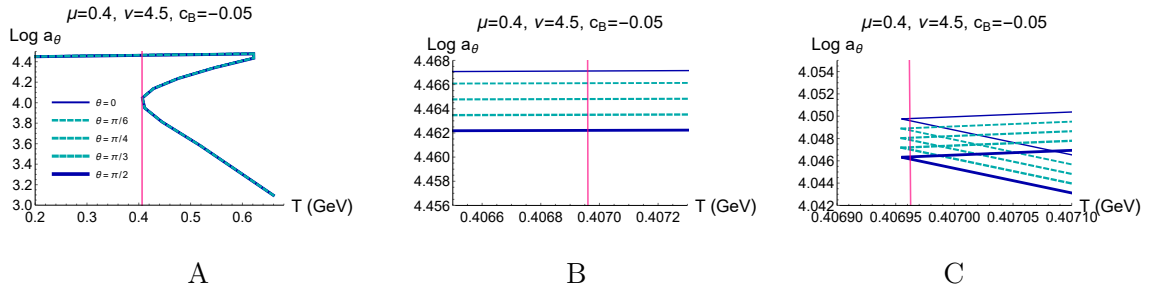 μ=0.4, ν=4.5, c_B=-0.05
Log a_θ
4.4
4.2
4.0
3.8
3.6
3.4
3.2
3.0
θ = 0
θ = π/6
θ = π/4
θ = π/3
θ = π/2
0.2 0.3 0.4 0.5 0.6 T (GeV)
A
μ=0.4, ν=4.5, c_B=-0.05
Log a_θ
4.468
4.466
4.464
4.462
4.460
4.458
4.456
0.4066 0.4068 0.4070 0.4072 T (GeV)
B
μ=0.4, ν=4.5, c_B=-0.05
Log a_θ
4.054
4.052
4.050
4.048
4.046
4.044
4.042
0.40690 0.40695 0.40700 0.40705 0.40710 T (GeV)
C